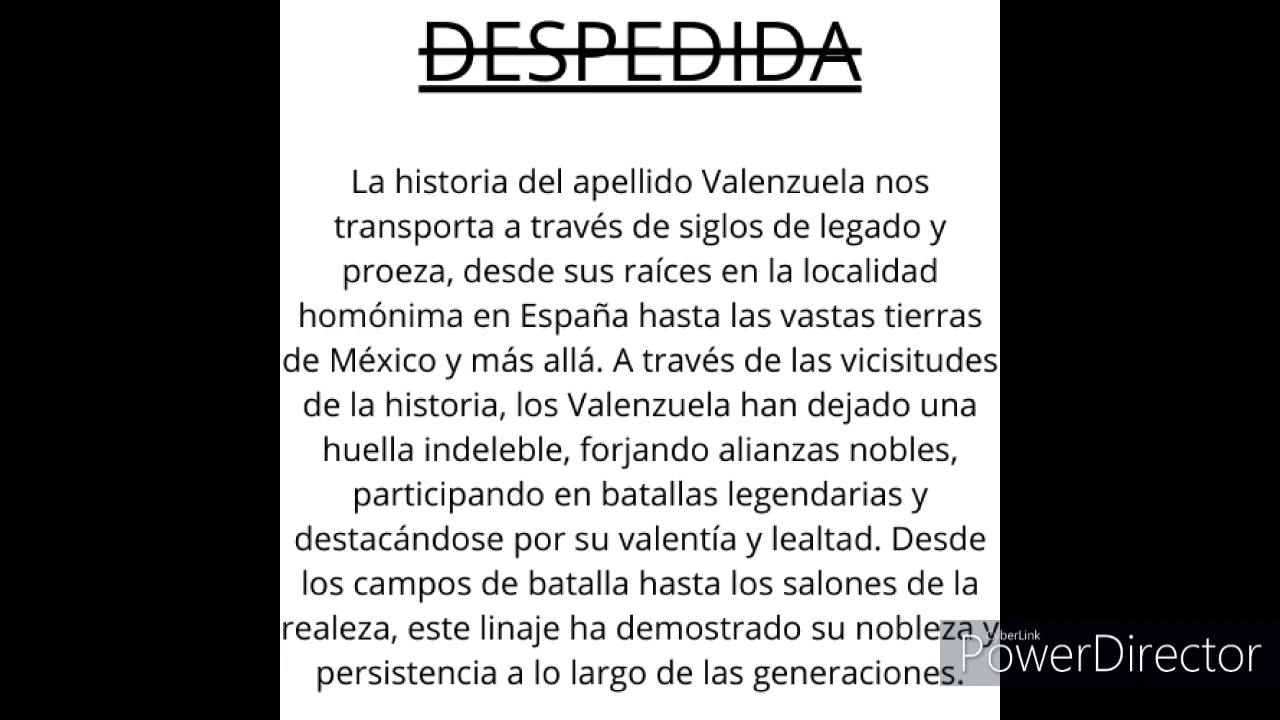 DESPEDIDA
La historia del apellido Valenzuela nos
transporta a través de siglos de legado y
proeza, desde sus raíces en la localidad
homónima en España hasta las vastas tierras
de México y más allá. A través de las vicisitudes
de la historia, los Valenzuela han dejado una
huella indeleble, forjando alianzas nobles,
participando en batallas legendarias y
destacándose por su valentía y lealtad. Desde
los campos de batalla hasta los salones de la
realeza, este linaje ha demostrado su nobleza y
persistencia a lo largo de las generaciones.
CyberLink
PowerDirector